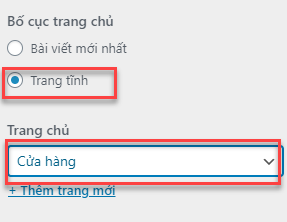 Bố cục trang chủ
Bài viết mới nhất
Trang tĩnh
Trang chủ
Cửa hàng
+ Thêm trang mới